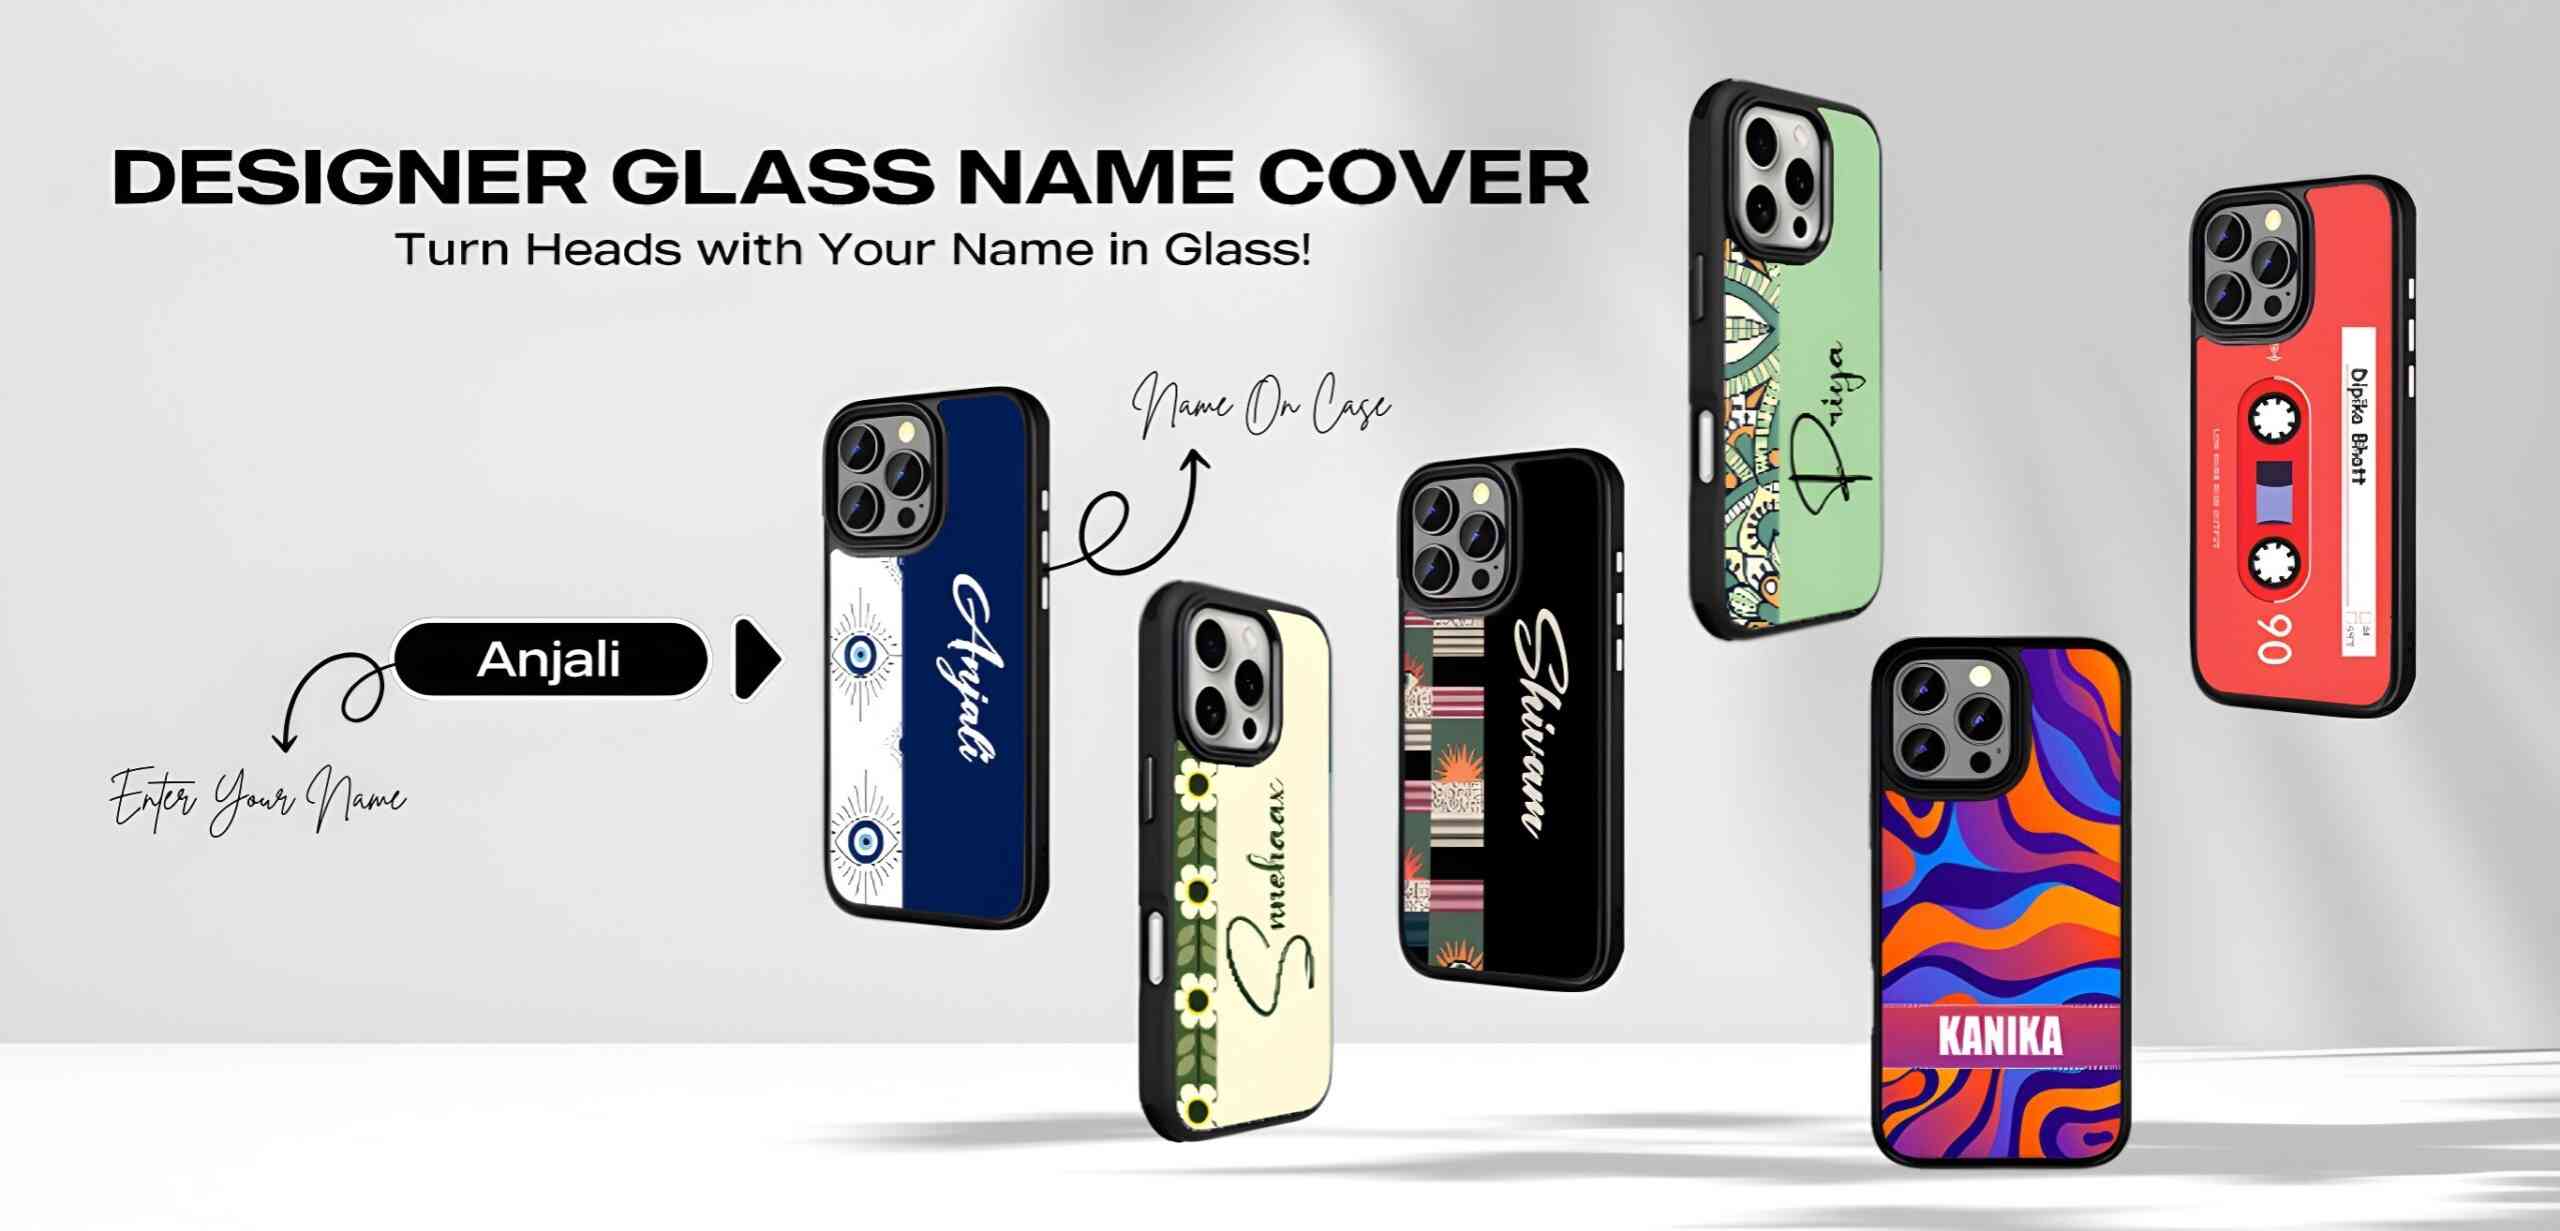 DESIGNER GLASS NAME COVER
Turn Heads with Your Name in Glass!
Name On Case
Anjali
Enter Your Name
Anjali
Snnehaaax
Shivam
Priya
KANIKA
Dipika Bhatt
90